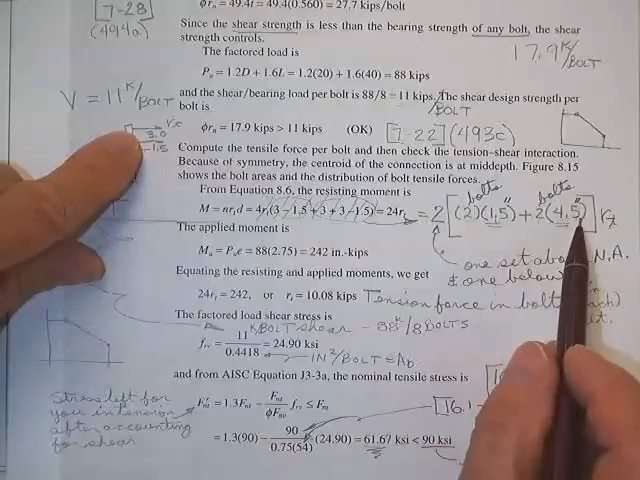 7-28
(494a)
ϕrₙ = 49.4t = 49.4(0.560) = 27.7 kips/bolt
Since the shear strength is less than the bearing strength of any bolt, the shear
strength controls.
17.9 K/BOLT
The factored load is
Pᵤ = 1.2D + 1.6L = 1.2(20) + 1.6(40) = 88 kips
V = 11 K/BOLT
and the shear/bearing load per bolt is 88/8 = 11 kips. The shear design strength per
/BOLT
bolt is
ϕrₙ = 17.9 kips > 11 kips (OK) 7-22 (493c)
3.0
1.5
Compute the tensile force per bolt and then check the tension–shear interaction.
Because of symmetry, the centroid of the connection is at middepth. Figure 8.15
shows the bolt areas and the distribution of bolt tensile forces.
From Equation 8.6, the resisting moment is
bolts bolts
M = nrₜd = 4rₜ(3 – 1.5 + 3 + 3 – 1.5) = 24rₜ = 2[(2)(1.5") + 2(4.5")] rₜ
The applied moment is
one set above N.A.
& one below
Mᵤ = Pᵤe = 88(2.75) = 242 in.-kips
Equating the resisting and applied moments, we get
24rₜ = 242, or rₜ = 10.08 kips Tension force in bolt
The factored load shear stress is
fᵣᵥ = 11/0.4418 = 24.90 ksi
K/BOLT shear – 88K/8 BOLTS
IN²/BOLT = Ab
and from AISC Equation J3-3a, the nominal tensile stress is
Stress left for
you in tension
after accounting
for shear
F′ₙₜ = 1.3Fₙₜ – Fₙₜ/ϕFₙᵥ fᵣᵥ ≤ Fₙₜ
16.1-
= 1.3(90) – 90/0.75(54) (24.90) = 61.67 ksi < 90 ksi